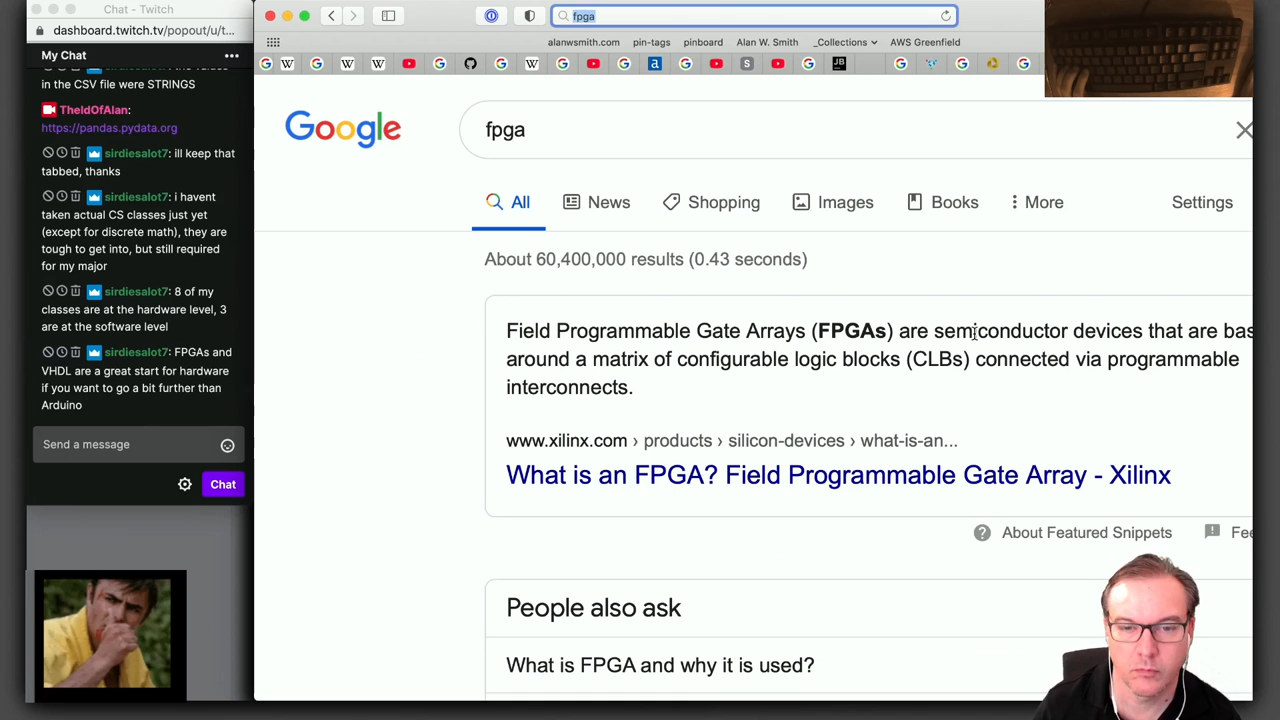 Chat - Twitch
dashboard.twitch.tv/popout/u/t...
My Chat
in the CSV file were STRINGS
TheIdOfAlan:
https://pandas.pydata.org
sirdiesalot7: ill keep that
tabbed, thanks
sirdiesalot7: i havent
taken actual CS classes just yet
(except for discrete math), they are
tough to get into, but still required
for my major
sirdiesalot7: 8 of my
classes are at the hardware level, 3
are at the software level
sirdiesalot7: FPGAs and
VHDL are a great start for hardware
if you want to go a bit further than
Arduino
Send a message
Chat
fpga
alanwsmith.com pin-tags pinboard Alan W. Smith _Collections AWS Greenfield
Google
fpga
All News Shopping Images Books More Settings
About 60,400,000 results (0.43 seconds)
Field Programmable Gate Arrays (FPGAs) are semiconductor devices that are bas
around a matrix of configurable logic blocks (CLBs) connected via programmable
interconnects.
www.xilinx.com › products › silicon-devices › what-is-an...
What is an FPGA? Field Programmable Gate Array - Xilinx
About Featured Snippets Fee
People also ask
What is FPGA and why it is used?